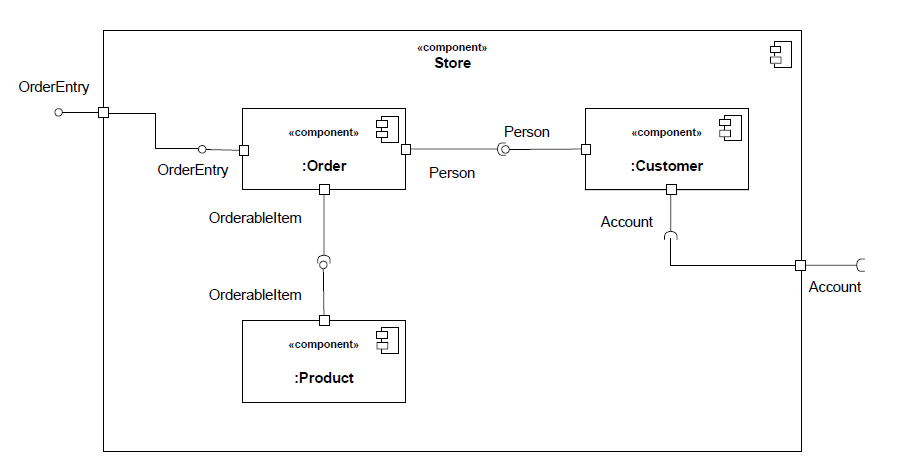 «component»
Store
OrderEntry
«component»
:Order
OrderEntry
Person
Person
«component»
:Customer
OrderableItem
Account
OrderableItem
Account
«component»
:Product